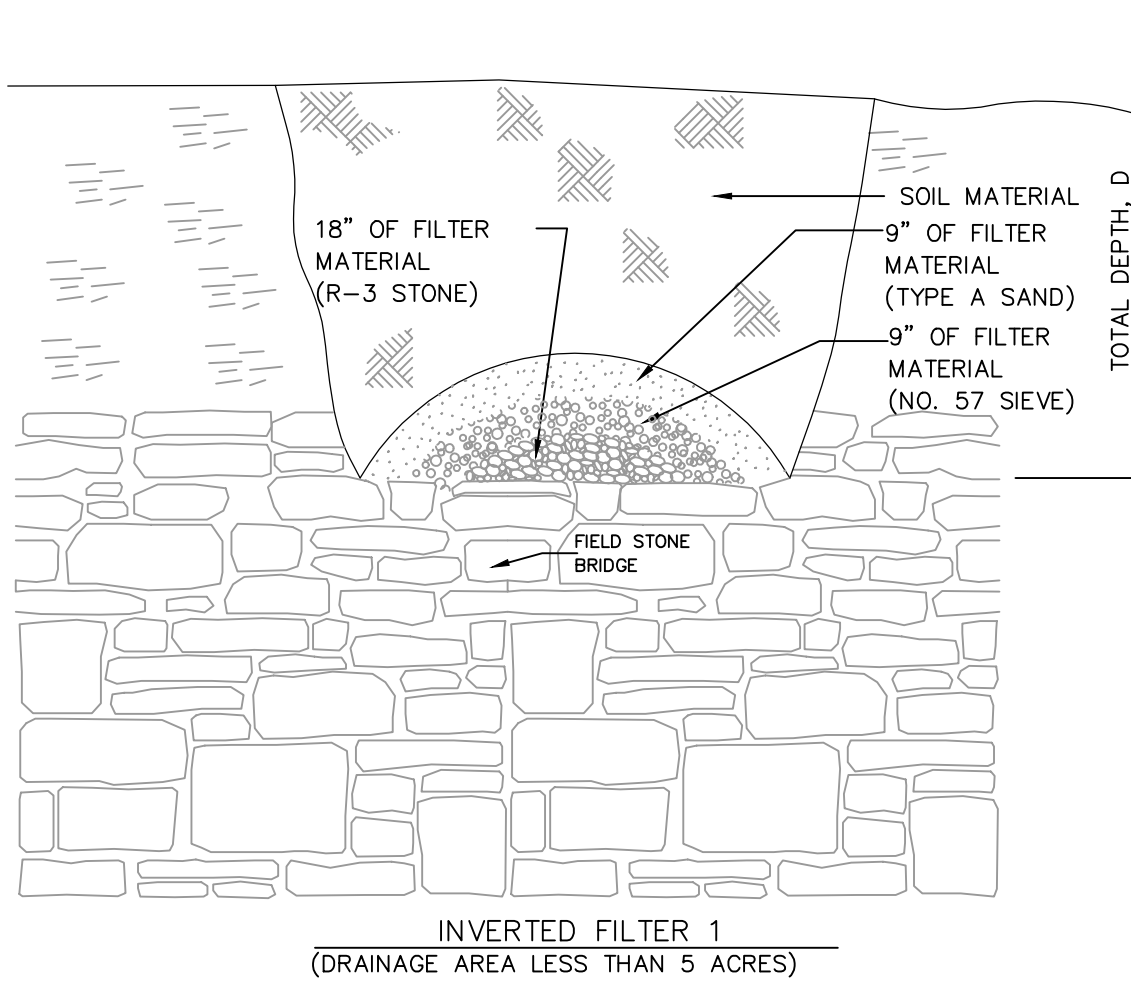 SOIL MATERIAL
18” OF FILTER
MATERIAL
(R-3 STONE)
9” OF FILTER
MATERIAL
(TYPE A SAND)
9” OF FILTER
MATERIAL
(NO. 57 SIEVE)
TOTAL DEPTH, D
FIELD STONE
BRIDGE
INVERTED FILTER 1
(DRAINAGE AREA LESS THAN 5 ACRES)